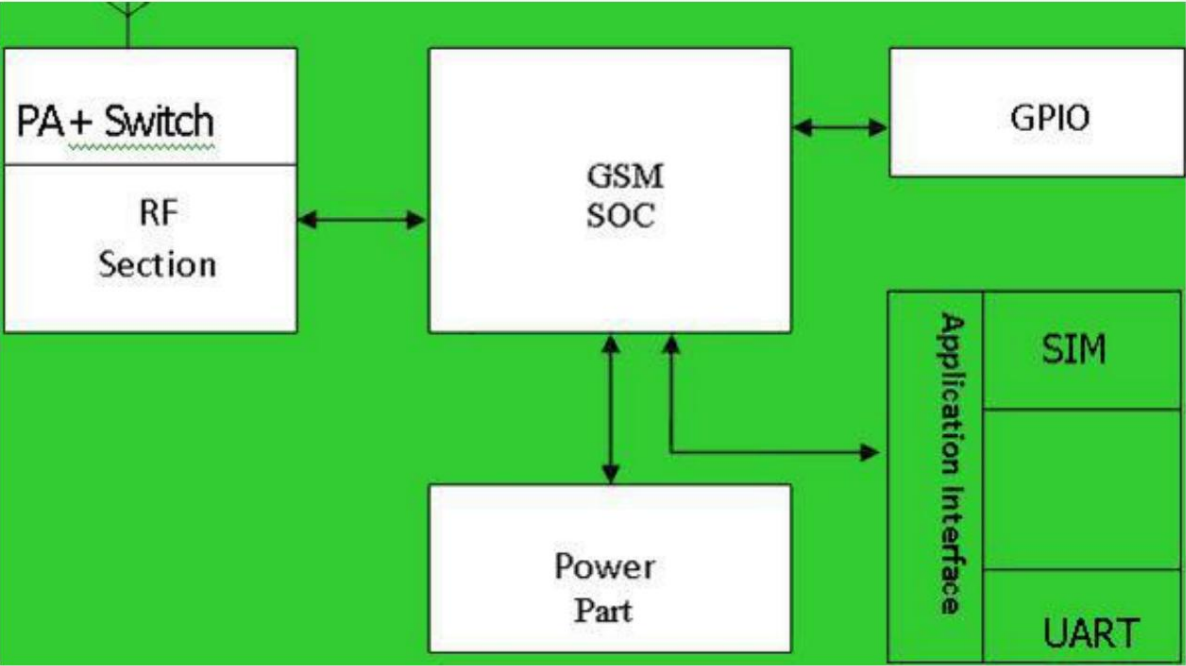 PA+ Switch
RF
Section
GSM
SOC
GPIO
Power
Part
Application Interface
SIM
UART